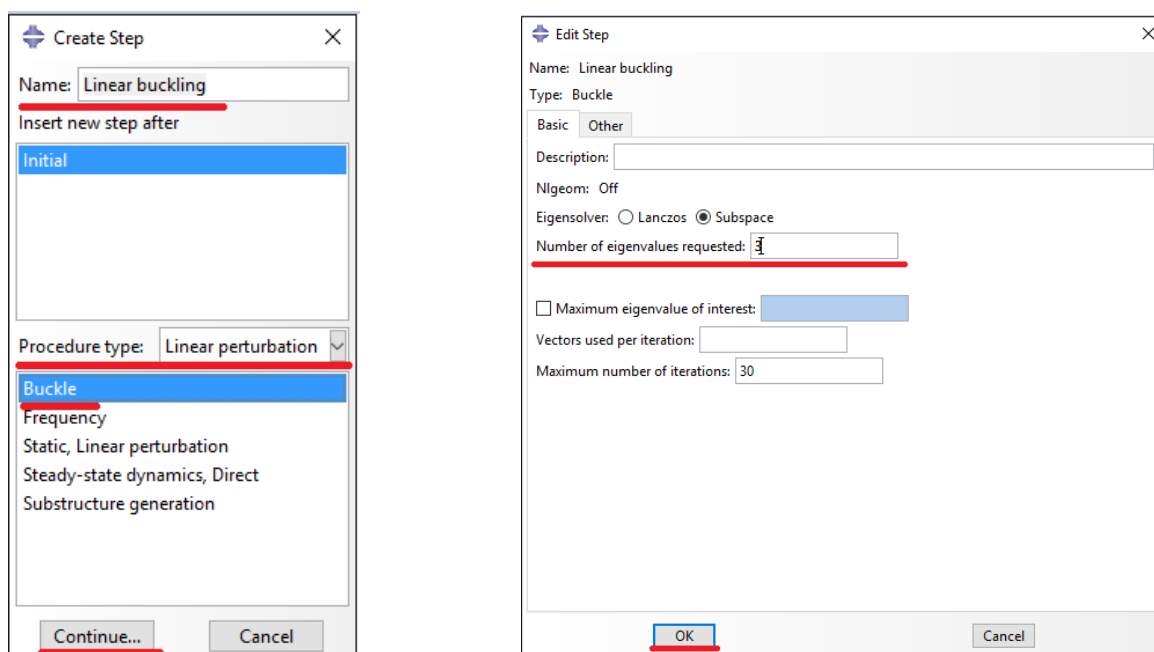 Create Step
Name: Linear buckling
Insert new step after
Initial
Procedure type: Linear perturbation
Buckle
Frequency
Static, Linear perturbation
Steady-state dynamics, Direct
Substructure generation
Continue... Cancel
Edit Step
Name: Linear buckling
Type: Buckle
Basic Other
Description:
Nlgeom: Off
Eigensolver: Lanczos Subspace
Number of eigenvalues requested: 3
Maximum eigenvalue of interest:
Vectors used per iteration:
Maximum number of iterations: 30
OK Cancel